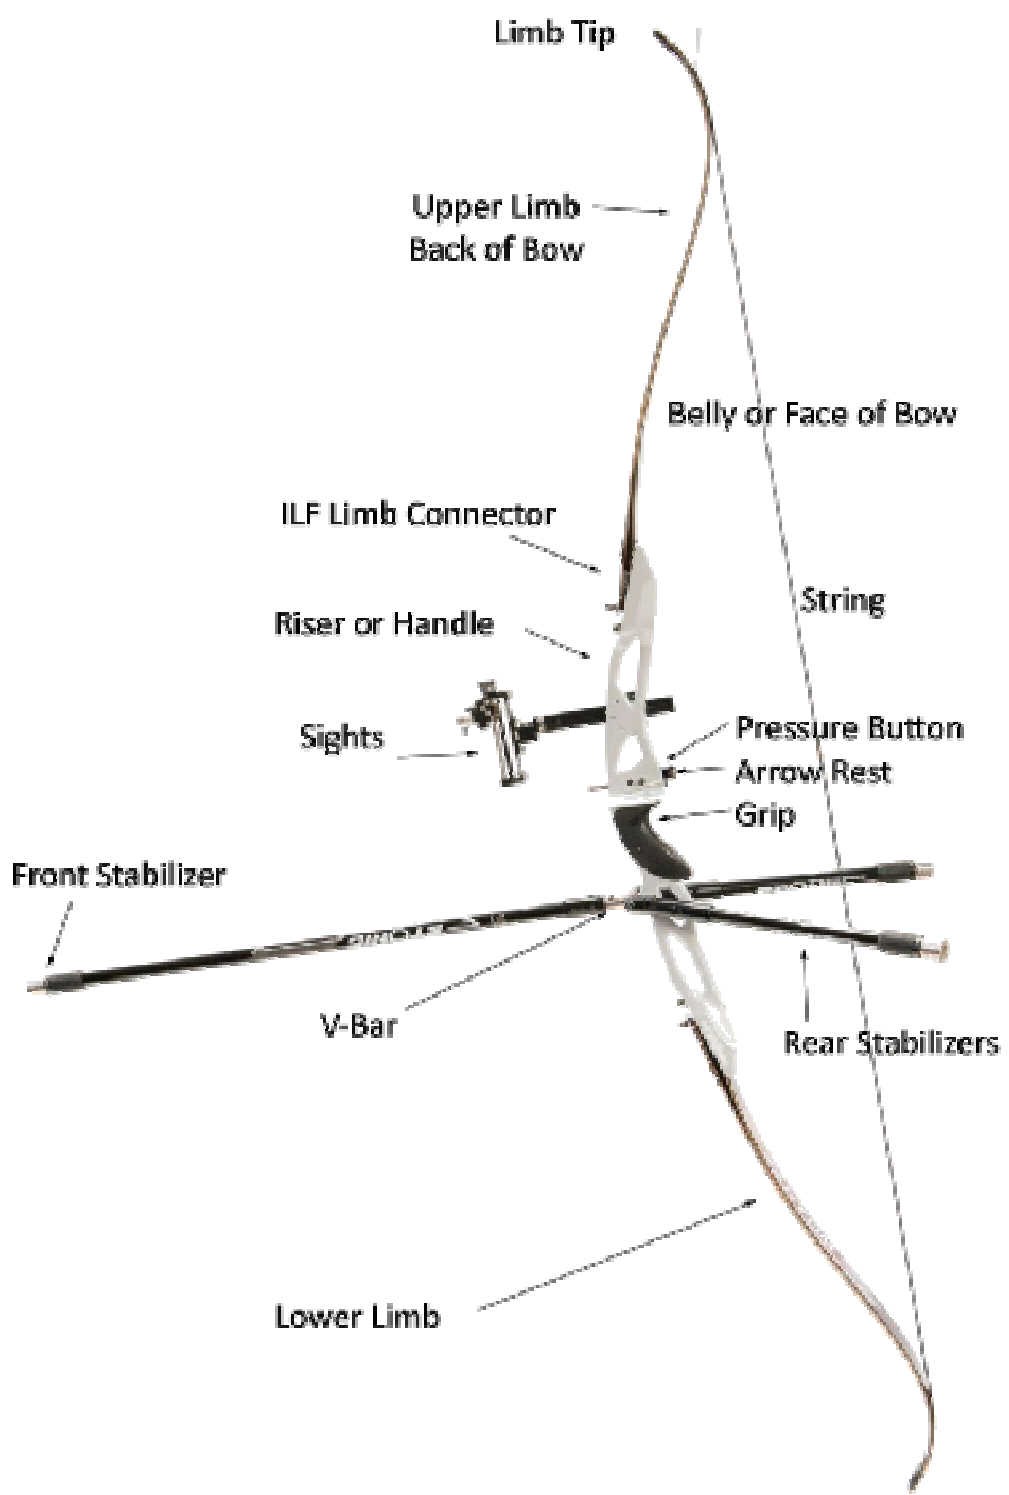 Limb Tip
Upper Limb
Back of Bow
Belly or Face of Bow
ILF Limb Connector
String
Riser or Handle
Sights
Pressure Button
Arrow Rest
Grip
Front Stabilizer
V-Bar
Rear Stabilizers
Lower Limb